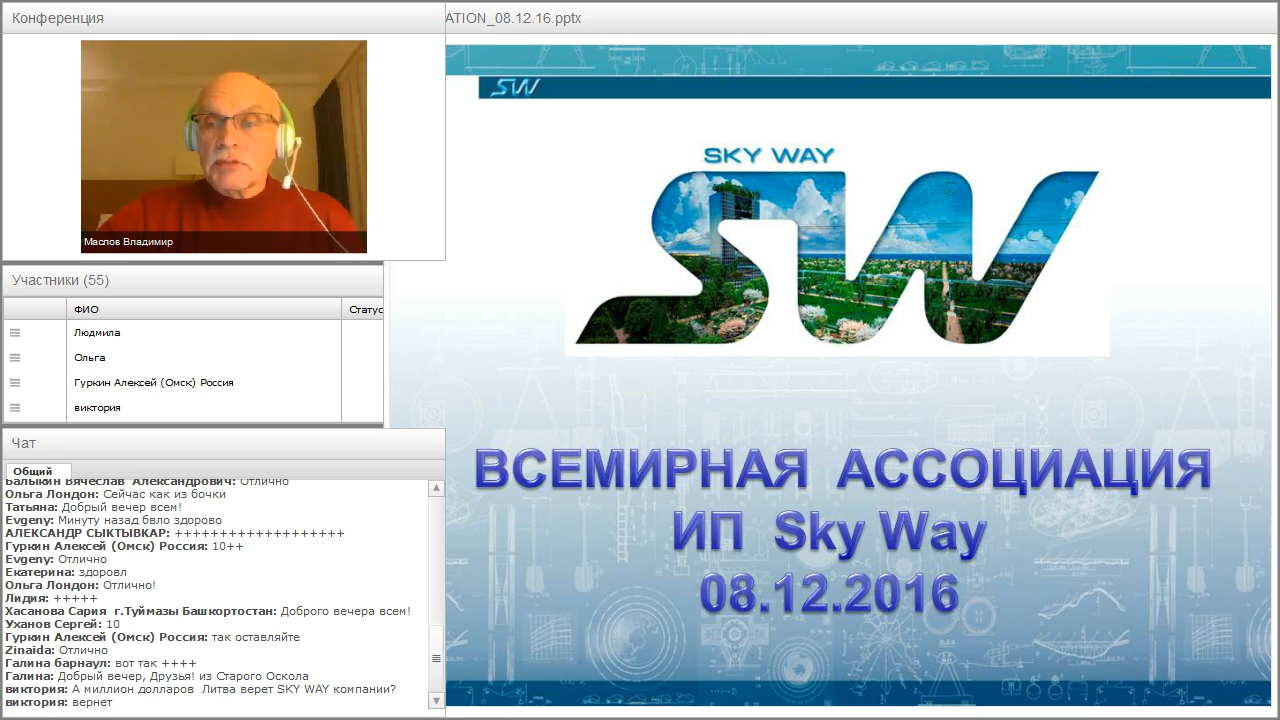 Конференция
ATION_08.12.16.pptx
Маслов Владимир
Участники (55)
ФИО
Статус
Людмила
Ольга
Гуркин Алексей (Омск) Россия
виктория
Чат
Общий
Балыкин Вячеслав Александрович: Отлично
Ольга Лондон: Сейчас как из бочки
Татьяна: Добрый вечер всем!
Evgeny: Минуту назад бвло здорово
АЛЕКСАНДР СЫКТЫВКАР: +++++++++++++++++++
Гуркин Алексей (Омск) Россия: 10++
Evgeny: Отлично
Екатерина: здоровл
Ольга Лондон: Отлично!
Лидия: +++++
Хасанова Сария г.Туймазы Башкортостан: Доброго вечера всем!
Уханов Сергей: 10
Гуркин Алексей (Омск) Россия: так оставляйте
Zinaida: Отлично
Галина барнаул: вот так ++++
Галина: Добрый вечер, Друзья! из Старого Оскола
виктория: А миллион долларов Литва верет SKY WAY компании?
виктория: вернет
SW
SKY WAY
SW
ВСЕМИРНАЯ АССОЦИАЦИЯ
ИП Sky Way
08.12.2016